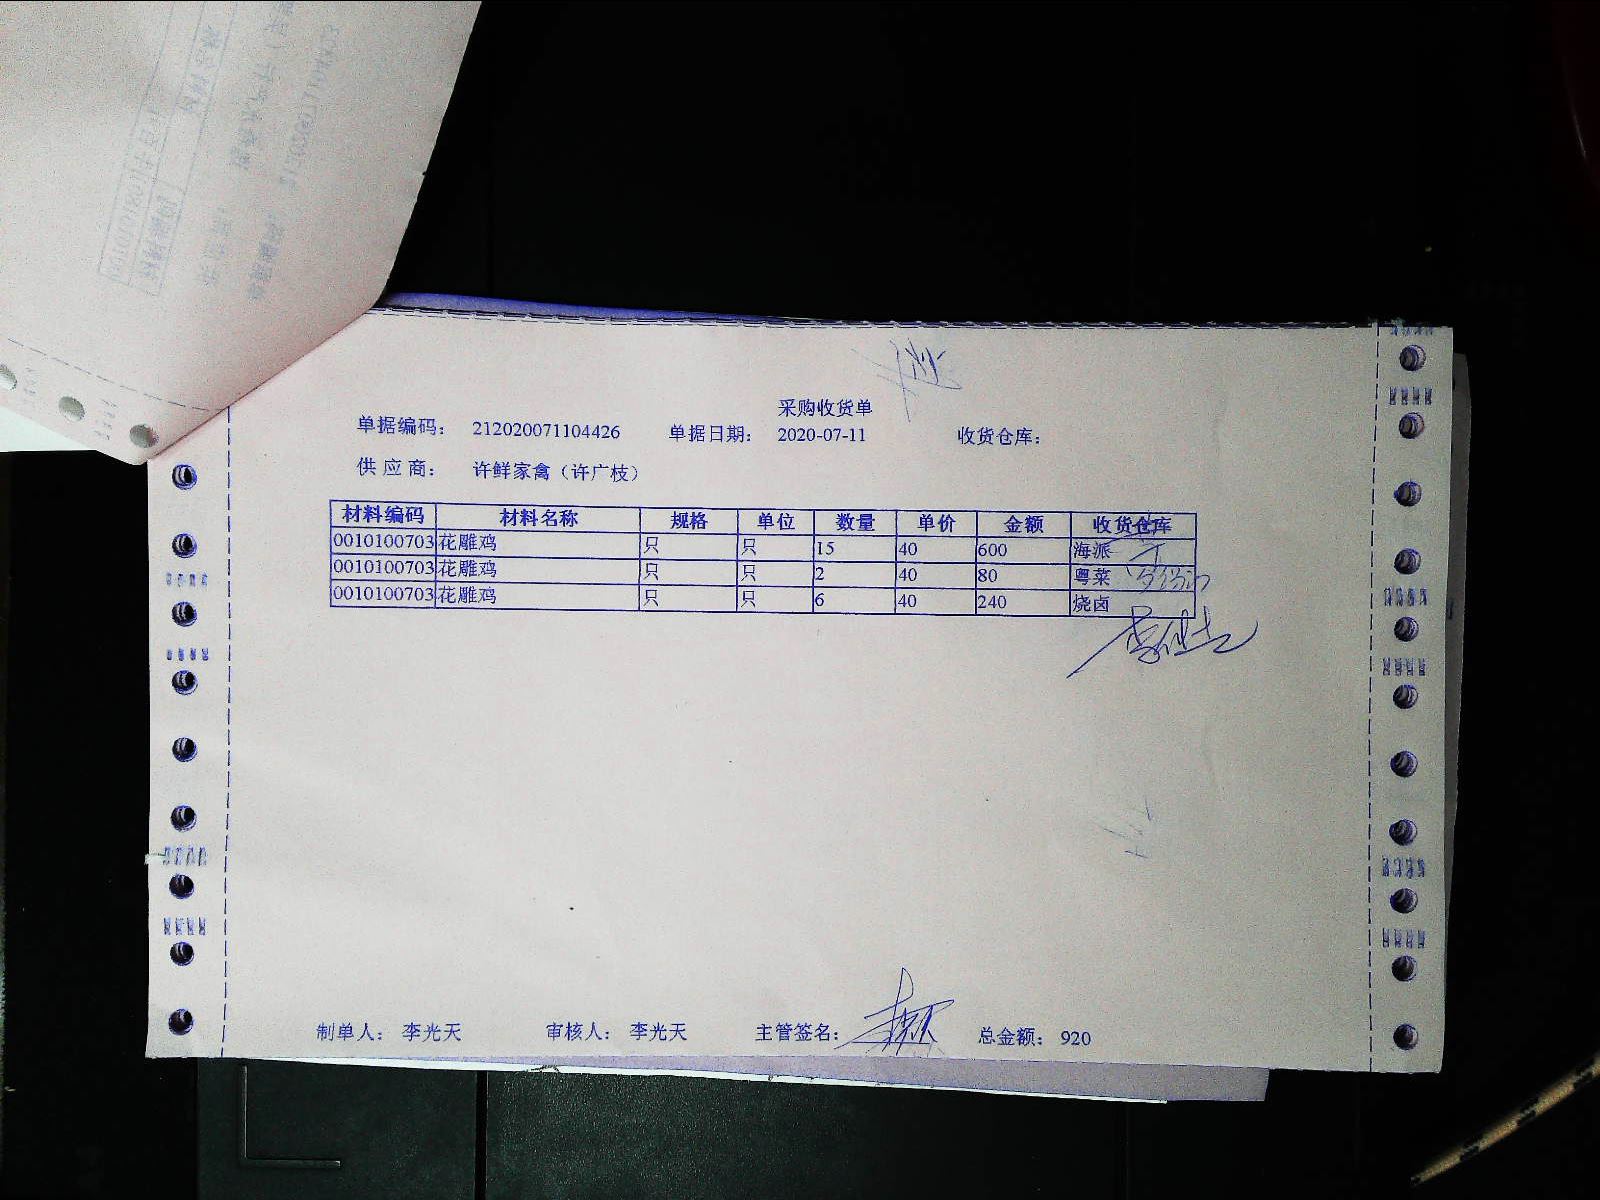 采购收货单
单据编码： 212020071104426 单据日期： 2020-07-11 收货仓库：
供 应 商： 许鲜家禽（许广枝）
材料编码 材料名称 规格 单位 数量 单价 金额 收货仓库
0010100703 花雕鸡 只 只 15 40 600 海派
0010100703 花雕鸡 只 只 2 40 80 粤菜
0010100703 花雕鸡 只 只 6 40 240 烧卤
制单人： 李光天 审核人： 李光天 主管签名： 总金额： 920